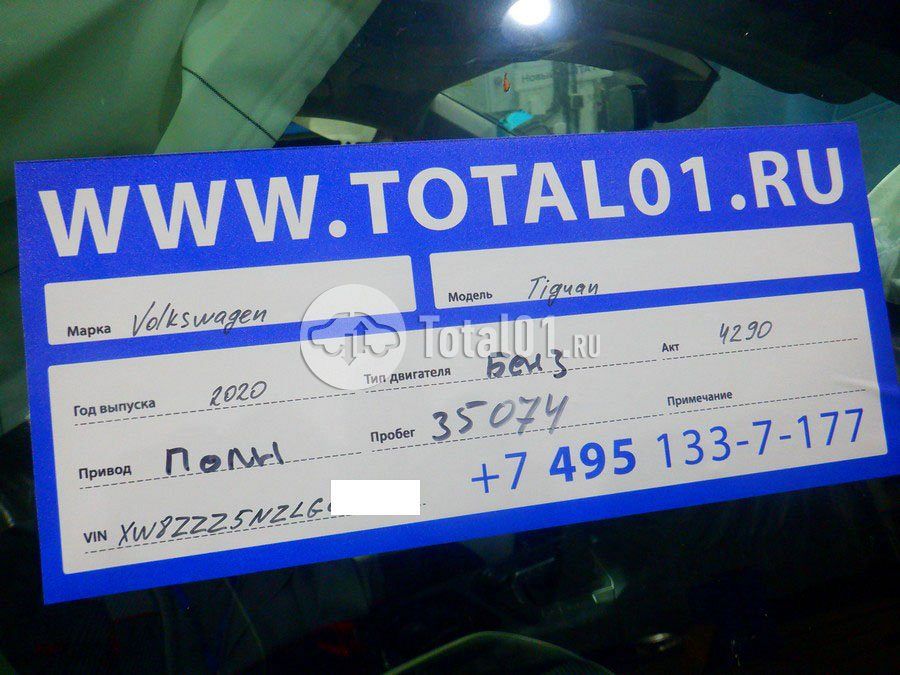 WWW.TOTAL01.RU
Марка Volkswagen Модель Tiguan
Total01.RU
Год выпуска 2020 Тип двигателя Бенз Акт 4290
Привод Полн Пробег 35074 Примечание
+7 495 133-7-177
VIN XW8ZZZ5NZLG